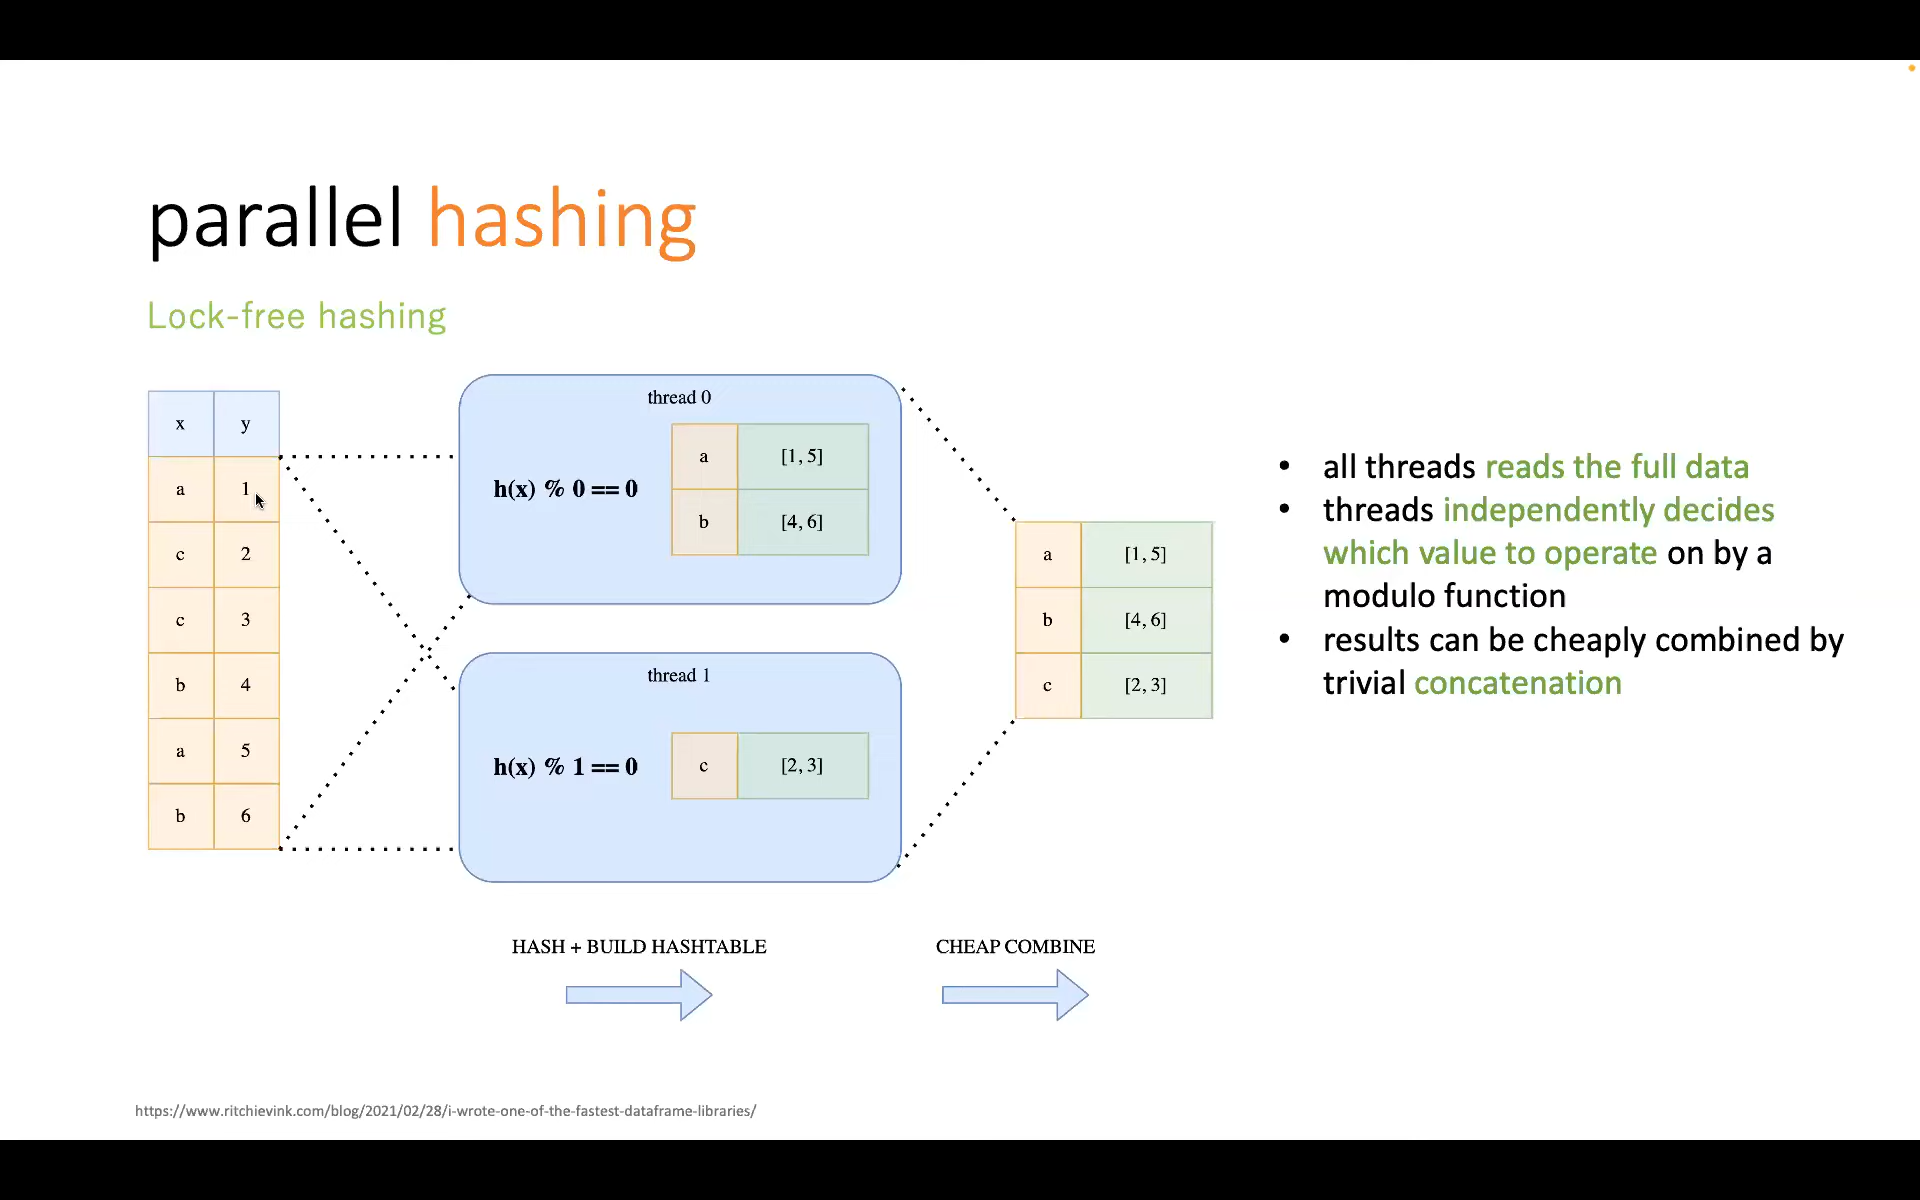 parallel hashing
Lock-free hashing
x y
a 1
c 2
c 3
b 4
a 5
b 6
thread 0
h(x) % 0 == 0
a [1, 5]
b [4, 6]
thread 1
h(x) % 1 == 0
c [2, 3]
a [1, 5]
b [4, 6]
c [2, 3]
HASH + BUILD HASHTABLE
CHEAP COMBINE
• all threads reads the full data
• threads independently decides
which value to operate on by a
modulo function
• results can be cheaply combined by
trivial concatenation
https://www.ritchievink.com/blog/2021/02/28/i-wrote-one-of-the-fastest-dataframe-libraries/